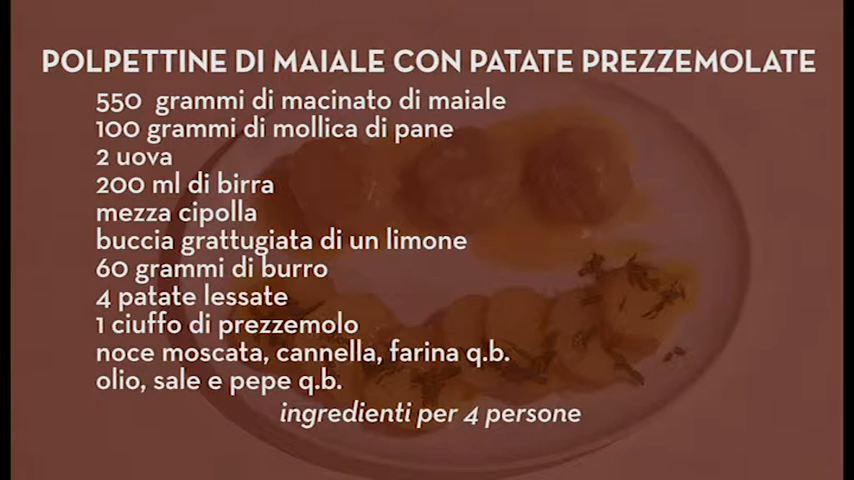 POLPETTINE DI MAIALE CON PATATE PREZZEMOLATE
550 grammi di macinato di maiale
100 grammi di mollica di pane
2 uova
200 ml di birra
mezza cipolla
buccia grattugiata di un limone
60 grammi di burro
4 patate lessate
1 ciuffo di prezzemolo
noce moscata, cannella, farina q.b.
olio, sale e pepe q.b.
ingredienti per 4 persone